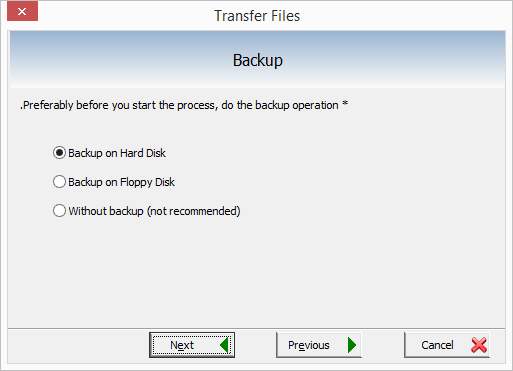 Transfer Files
Backup
.Preferably before you start the process, do the backup operation *
Backup on Hard Disk
Backup on Floppy Disk
Without backup (not recommended)
Next
Previous
Cancel